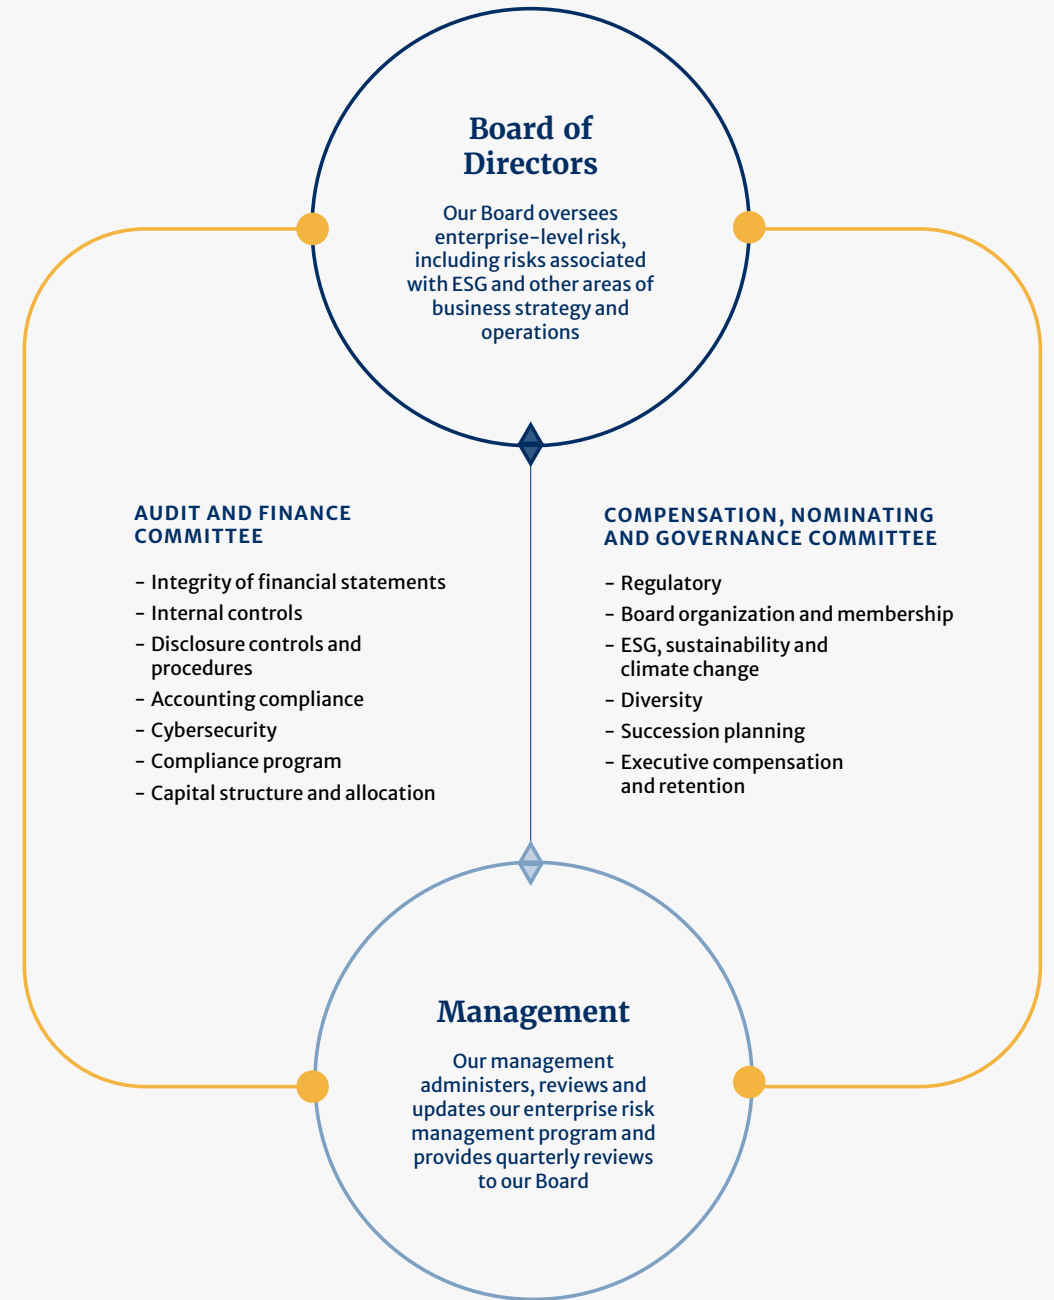 Board of
Directors
Our Board oversees
enterprise-level risk,
including risks associated
with ESG and other areas of
business strategy and
operations
AUDIT AND FINANCE
COMMITTEE
– Integrity of financial statements
– Internal controls
– Disclosure controls and
procedures
– Accounting compliance
– Cybersecurity
– Compliance program
– Capital structure and allocation
COMPENSATION, NOMINATING
AND GOVERNANCE COMMITTEE
– Regulatory
– Board organization and membership
– ESG, sustainability and
climate change
– Diversity
– Succession planning
– Executive compensation
and retention
Management
Our management
administers, reviews and
updates our enterprise risk
management program and
provides quarterly reviews
to our Board